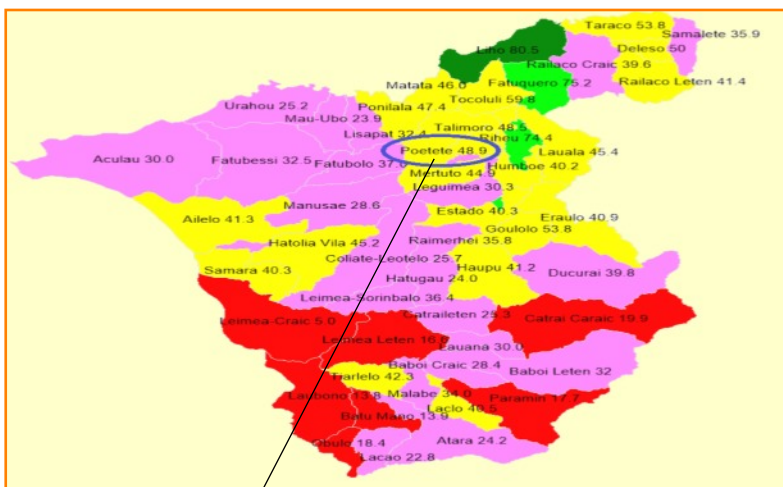 Taraco 53.8
Samalete 35.9
Liho 80.5
Deleso 50
Railaco Craic 39.6
Matata 46.0
Fatuquero 75.2
Railaco Leten 41.4
Urahou 25.2
Ponilala 47.4
Tocoluli 59.8
Mau-Ubo 23.9
Lisapat 32.4
Talimoro 48.5
Riheu 74.4
Aculau 30.0
Fatubessi 32.5
Fatubolo 37.0
Poetete 48.9
Lauala 45.4
Humboe 40.2
Mertuto 44.9
Leguimea 30.3
Manusae 28.6
Ailelo 41.3
Estado 40.3
Eraulo 40.9
Goulolo 53.8
Hatolia Vila 45.2
Raimerhei 35.8
Coliate-Leotelo 25.7
Samara 40.3
Haupu 41.2
Ducurai 39.8
Hatugau 24.0
Leimea-Sorinbalo 36.4
Leimea-Craic 5.0
Catraileten 25.3
Catrai Caraic 19.9
Leimea Leten 16.8
Lauana 30.0
Baboi Craic 28.4
Baboi Leten 32
42.3
Laubono 13.8
Malabe 34.0
Paramin 17.7
Batu Mano 13.9
Laclo
Obulo 18.4
Atara 24.2
Lacao 22.8